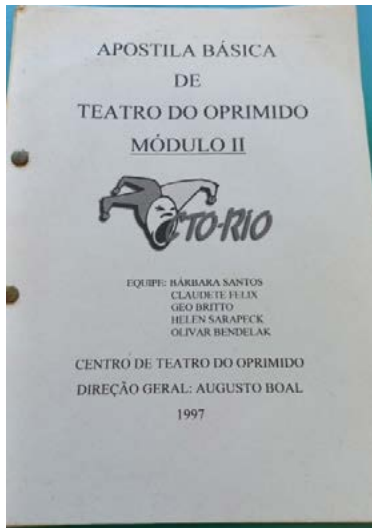 APOSTILA BÁSICA
DE
TEATRO DO OPRIMIDO
MÓDULO II
CTO-RIO
EQUIPE: BÁRBARA SANTOS
CLAUDETE FELIX
GEO BRITTO
HELEN SARAPECK
OLIVAR BENDELAK
CENTRO DE TEATRO DO OPRIMIDO
DIREÇÃO GERAL: AUGUSTO BOAL
1997